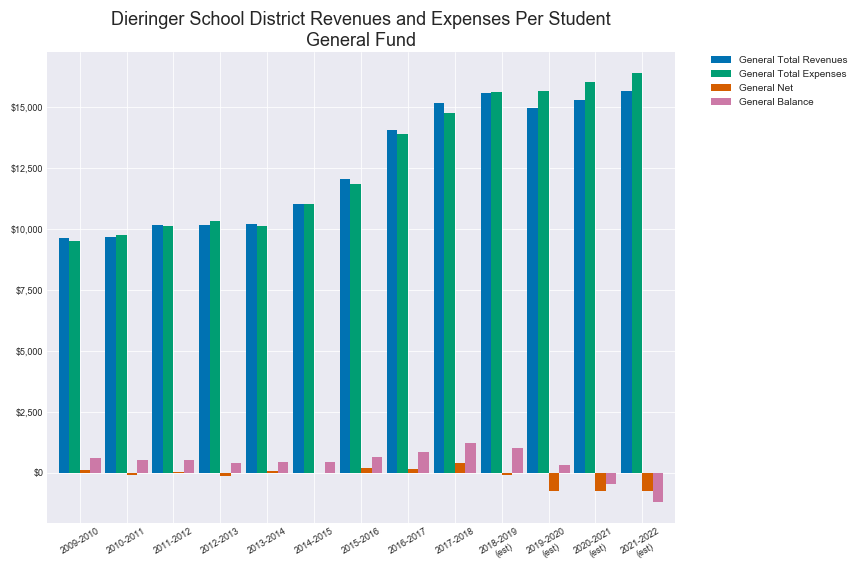 Dieringer School District Revenues and Expenses Per Student
General Fund
General Total Revenues
General Total Expenses
General Net
General Balance
$15,000
$12,500
$10,000
$7,500
$5,000
$2,500
$0
2009-2010
2010-2011
2011-2012
2012-2013
2013-2014
2014-2015
2015-2016
2016-2017
2017-2018
2018-2019
(est)
2019-2020
(est)
2020-2021
(est)
2021-2022
(est)